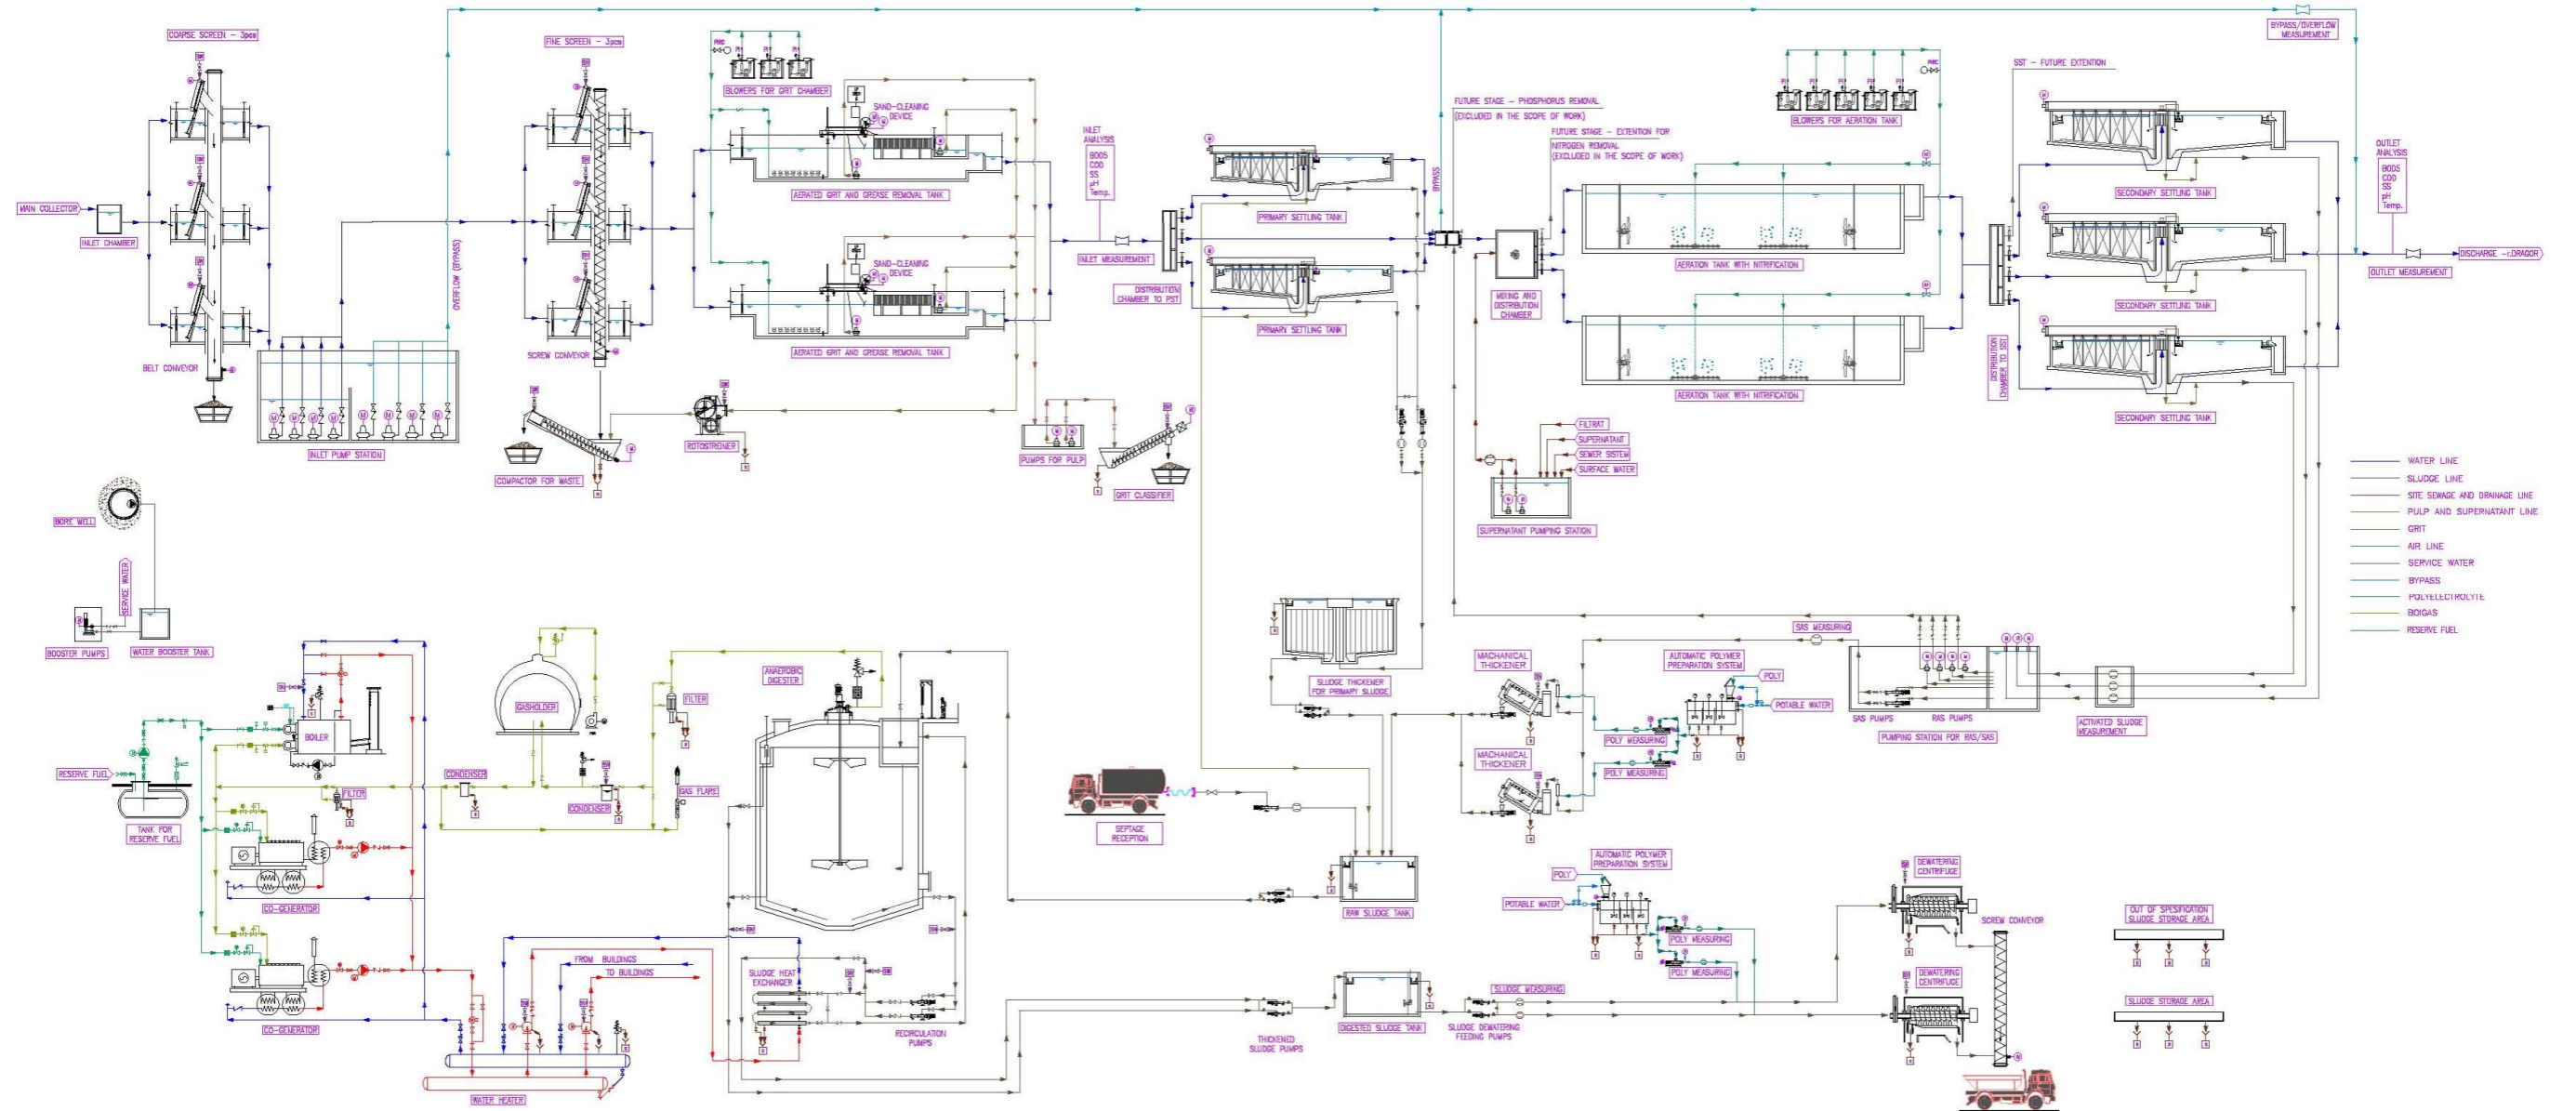 COARSE SCREEN - 3pcs
FINE SCREEN - 3pcs
BLOWERS FOR GRIT CHAMBER
SAND-CLEANING
DEVICE
AERATED GRIT AND GREASE REMOVAL TANK
SAND-CLEANING
DEVICE
AERATED GRIT AND GREASE REMOVAL TANK
MAIN COLLECTOR
INLET CHAMBER
BELT CONVEYOR
OVERFLOW (BYPASS)
INLET PUMP STATION
SCREW CONVEYOR
COMPACTOR FOR WASTE
ROTOSTREINER
PUMPS FOR PULP
GRIT CLASSIFIER
INLET
ANALYSIS
BOD5
COD
SS
pH
Temp.
INLET MEASUREMENT
DISTRIBUTION
CHAMBER TO PST
PRIMARY SETTLING TANK
PRIMARY SETTLING TANK
BYPASS
FUTURE STAGE - PHOSPHORUS REMOVAL
(EXCLUDED IN THE SCOPE OF WORK)
FUTURE STAGE - EXTENTION FOR
NITROGEN REMOVAL
(EXCLUDED IN THE SCOPE OF WORK)
MIXING AND
DISTRIBUTION
CHAMBER
BLOWERS FOR AERATION TANK
AERATION TANK WITH NITRIFICATION
AERATION TANK WITH NITRIFICATION
SST - FUTURE EXTENTION
BYPASS/OVERFLOW
MEASUREMENT
DISTRIBUTION
CHAMBER TO SST
SECONDARY SETTLING TANK
SECONDARY SETTLING TANK
SECONDARY SETTLING TANK
OUTLET
ANALYSIS
BOD5
COD
SS
pH
Temp.
OUTLET MEASUREMENT
DISCHARGE -r.DRAGOR
FILTRAT
SUPERNATANT
SEWER SISTEM
SURFACE WATER
SUPERNATANT PUMPING STATION
WATER LINE
SLUDGE LINE
SITE SEWAGE AND DRAINAGE LINE
PULP AND SUPERNATANT LINE
GRIT
AIR LINE
SERVICE WATER
BYPASS
POLYELECTROLYTE
BOIGAS
RESERVE FUEL
BORE WELL
SERVICE WATER
BOOSTER PUMPS
WATER BOOSTER TANK
BOILER
RESERVE FUEL
TANK FOR
RESERVE FUEL
FILTER
CO-GENERATOR
CO-GENERATOR
GASHOLDER
CONDENSER
CONDENSER
FILTER
GAS FLARE
ANAEROBIC
DIGESTER
FROM BUILDINGS
TO BUILDINGS
WATER HEATER
SLUDGE HEAT
EXCHANGER
RECIRCULATION
PUMPS
SEPTAGE
RECEPTION
SLUDGE THICKENER
FOR PRIMARY SLUDGE
MACHANICAL
THICKENER
MACHANICAL
THICKENER
AUTOMATIC POLYMER
PREPARATION SYSTEM
POLY
POTABLE WATER
POLY MEASURING
POLY MEASURING
SAS MEASURING
SAS PUMPS
RAS PUMPS
PUMPING STATION FOR RAS/SAS
ACTIVATED SLUDGE
MEASUREMENT
RAW SLUDGE TANK
AUTOMATIC POLYMER
PREPARATION SYSTEM
POLY
POTABLE WATER
POLY MEASURING
POLY MEASURING
THICKENED
SLUDGE PUMPS
DIGESTED SLUDGE TANK
SLUDGE MEASURING
SLUDGE DEWATERING
FEEDING PUMPS
DEWATERING
CENTRIFUGE
DEWATERING
CENTRIFUGE
SCREW CONVEYOR
OUT OF SPESIFICATION
SLUDGE STORAGE AREA
SLUDGE STORAGE AREA